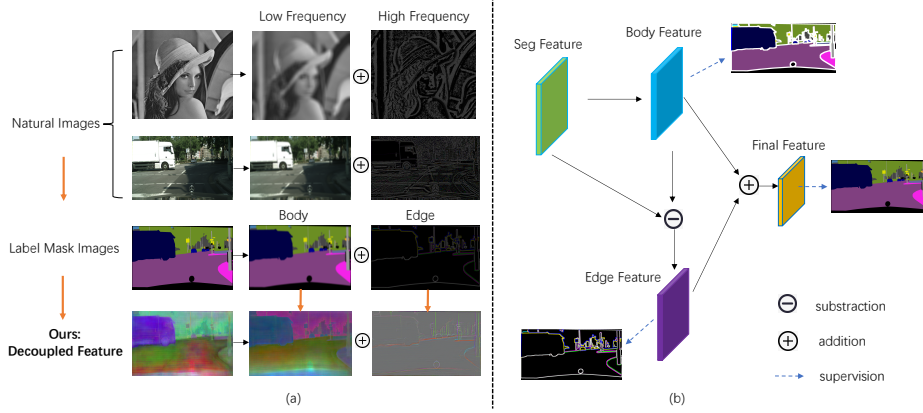 Low Frequency
High Frequency
Natural Images
Body
Edge
Label Mask Images
Ours:
Decoupled Feature
(a)
Seg Feature
Body Feature
Final Feature
Edge Feature
substraction
addition
supervision
(b)